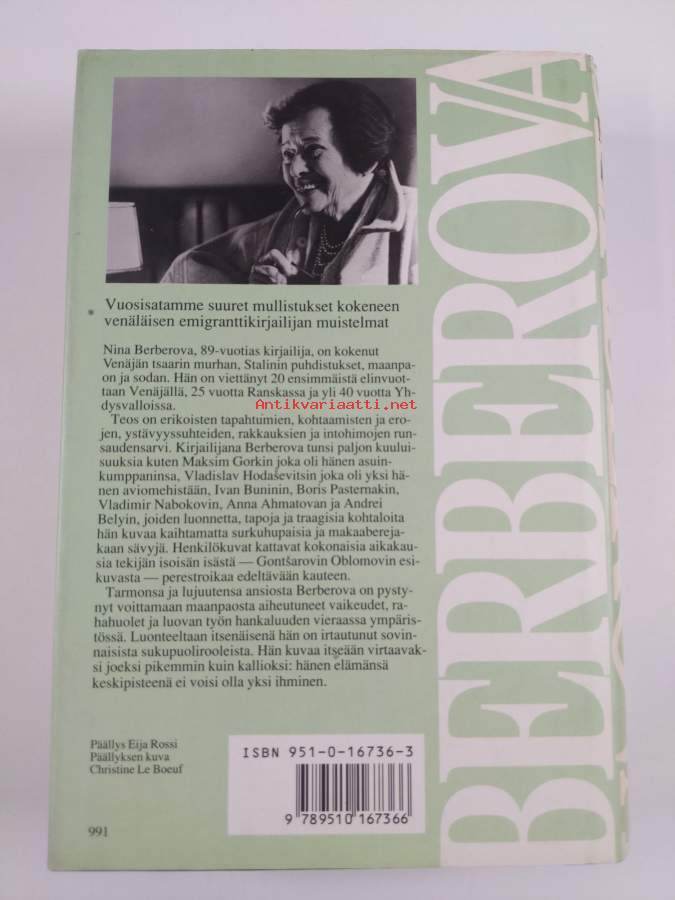 BERBEROVA
* Vuosisatamme suuret mullistukset kokeneen
venäläisen emigranttikirjailijan muistelmat
Nina Berberova, 89-vuotias kirjailija, on kokenut
Venäjän tsaarin murhan, Stalinin puhdistukset, maanpa-
on ja sodan. Hän on viettänyt 20 ensimmäistä elinvuot-
taan Venäjällä, 25 vuotta Ranskassa ja yli 40 vuotta Yh-
dysvalloissa.
Antikvariaatti.net
Teos on erikoisten tapahtumien, kohtaamisten ja ero-
jen, ystävyyssuhteiden, rakkauksien ja intohimojen run-
saudensarvi. Kirjailijana Berberova tunsi paljon kuului-
suuksia kuten Maksim Gorkin joka oli hänen asuin-
kumppaninsa, Vladislav Hodaševitsin joka oli yksi hä-
nen aviomehistään, Ivan Buninin, Boris Pasternakin,
Vladimir Nabokovin, Anna Ahmatovan ja Andrei
Belyin, joiden luonnetta, tapoja ja traagisia kohtaloita
hän kuvaa kaihtamatta surkuhupaisia ja makaabereja-
kaan sävyjä. Henkilökuvat kattavat kokonaisia aikakau-
sia tekijän isoisän isästä — Gontšarovin Oblomovin esi-
kuvasta — perestroikaa edeltävään kauteen.
Tarmonsa ja lujuutensa ansiosta Berberova on pysty-
nyt voittamaan maanpaosta aiheutuneet vaikeudet, ra-
hahuolet ja luovan työn hankaluuden vieraassa ympäris-
tössä. Luonteeltaan itsenäisenä hän on irtautunut sovin-
naisista sukupuolirooleista. Hän kuvaa itseään virtaavak-
si joeksi pikemmin kuin kallioksi: hänen elämänsä
keskipisteenä ei voisi olla yksi ihminen.
Päällys Eija Rossi
Päällyksen kuva
Christine Le Boeuf
991
ISBN 951-0-16736-3
9 789510 167366